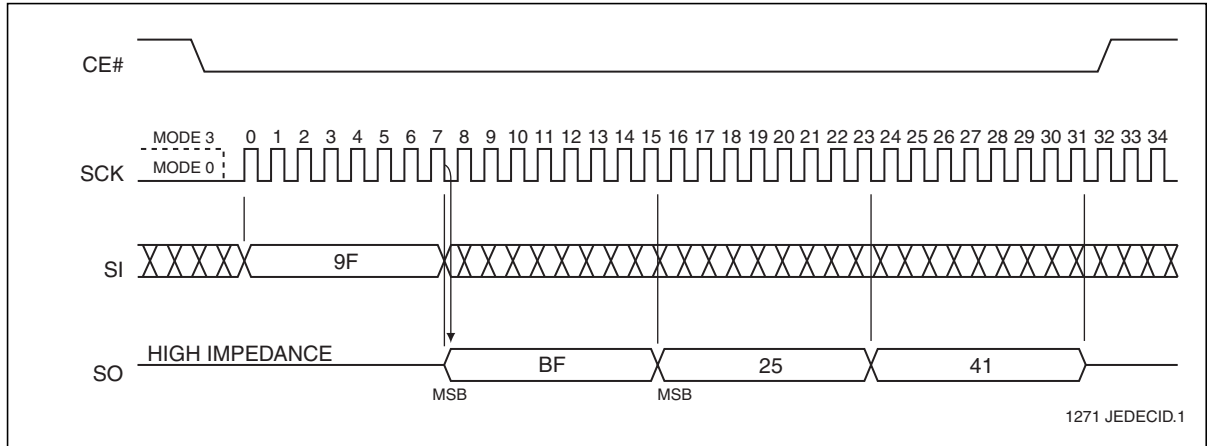 CE#
MODE 3 0 1 2 3 4 5 6 7 8 9 10 11 12 13 14 15 16 17 18 19 20 21 22 23 24 25 26 27 28 29 30 31 32 33 34
SCK MODE 0
SI 9F
HIGH IMPEDANCE
SO BF 25 41
MSB MSB
1271 JEDECID.1